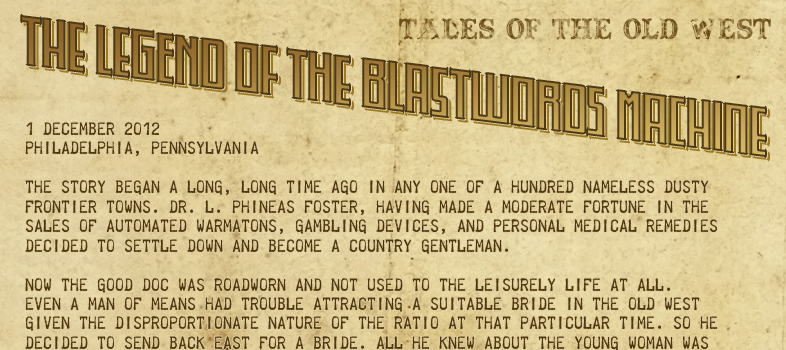 TALES OF THE OLD WEST
THE LEGEND OF THE BLASTWORDS MACHINE
1 DECEMBER 2012
PHILADELPHIA, PENNSYLVANIA
THE STORY BEGAN A LONG, LONG TIME AGO IN ANY ONE OF A HUNDRED NAMELESS DUSTY
FRONTIER TOWNS. DR. L. PHINEAS FOSTER, HAVING MADE A MODERATE FORTUNE IN THE
SALES OF AUTOMATED WARMATONS, GAMBLING DEVICES, AND PERSONAL MEDICAL REMEDIES
DECIDED TO SETTLE DOWN AND BECOME A COUNTRY GENTLEMAN.
NOW THE GOOD DOC WAS ROADWORN AND NOT USED TO THE LEISURELY LIFE AT ALL.
EVEN A MAN OF MEANS HAD TROUBLE ATTRACTING A SUITABLE BRIDE IN THE OLD WEST
GIVEN THE DISPROPORTIONATE NATURE OF THE RATIO AT THAT PARTICULAR TIME. SO HE
DECIDED TO SEND BACK EAST FOR A BRIDE. ALL HE KNEW ABOUT THE YOUNG WOMAN WAS